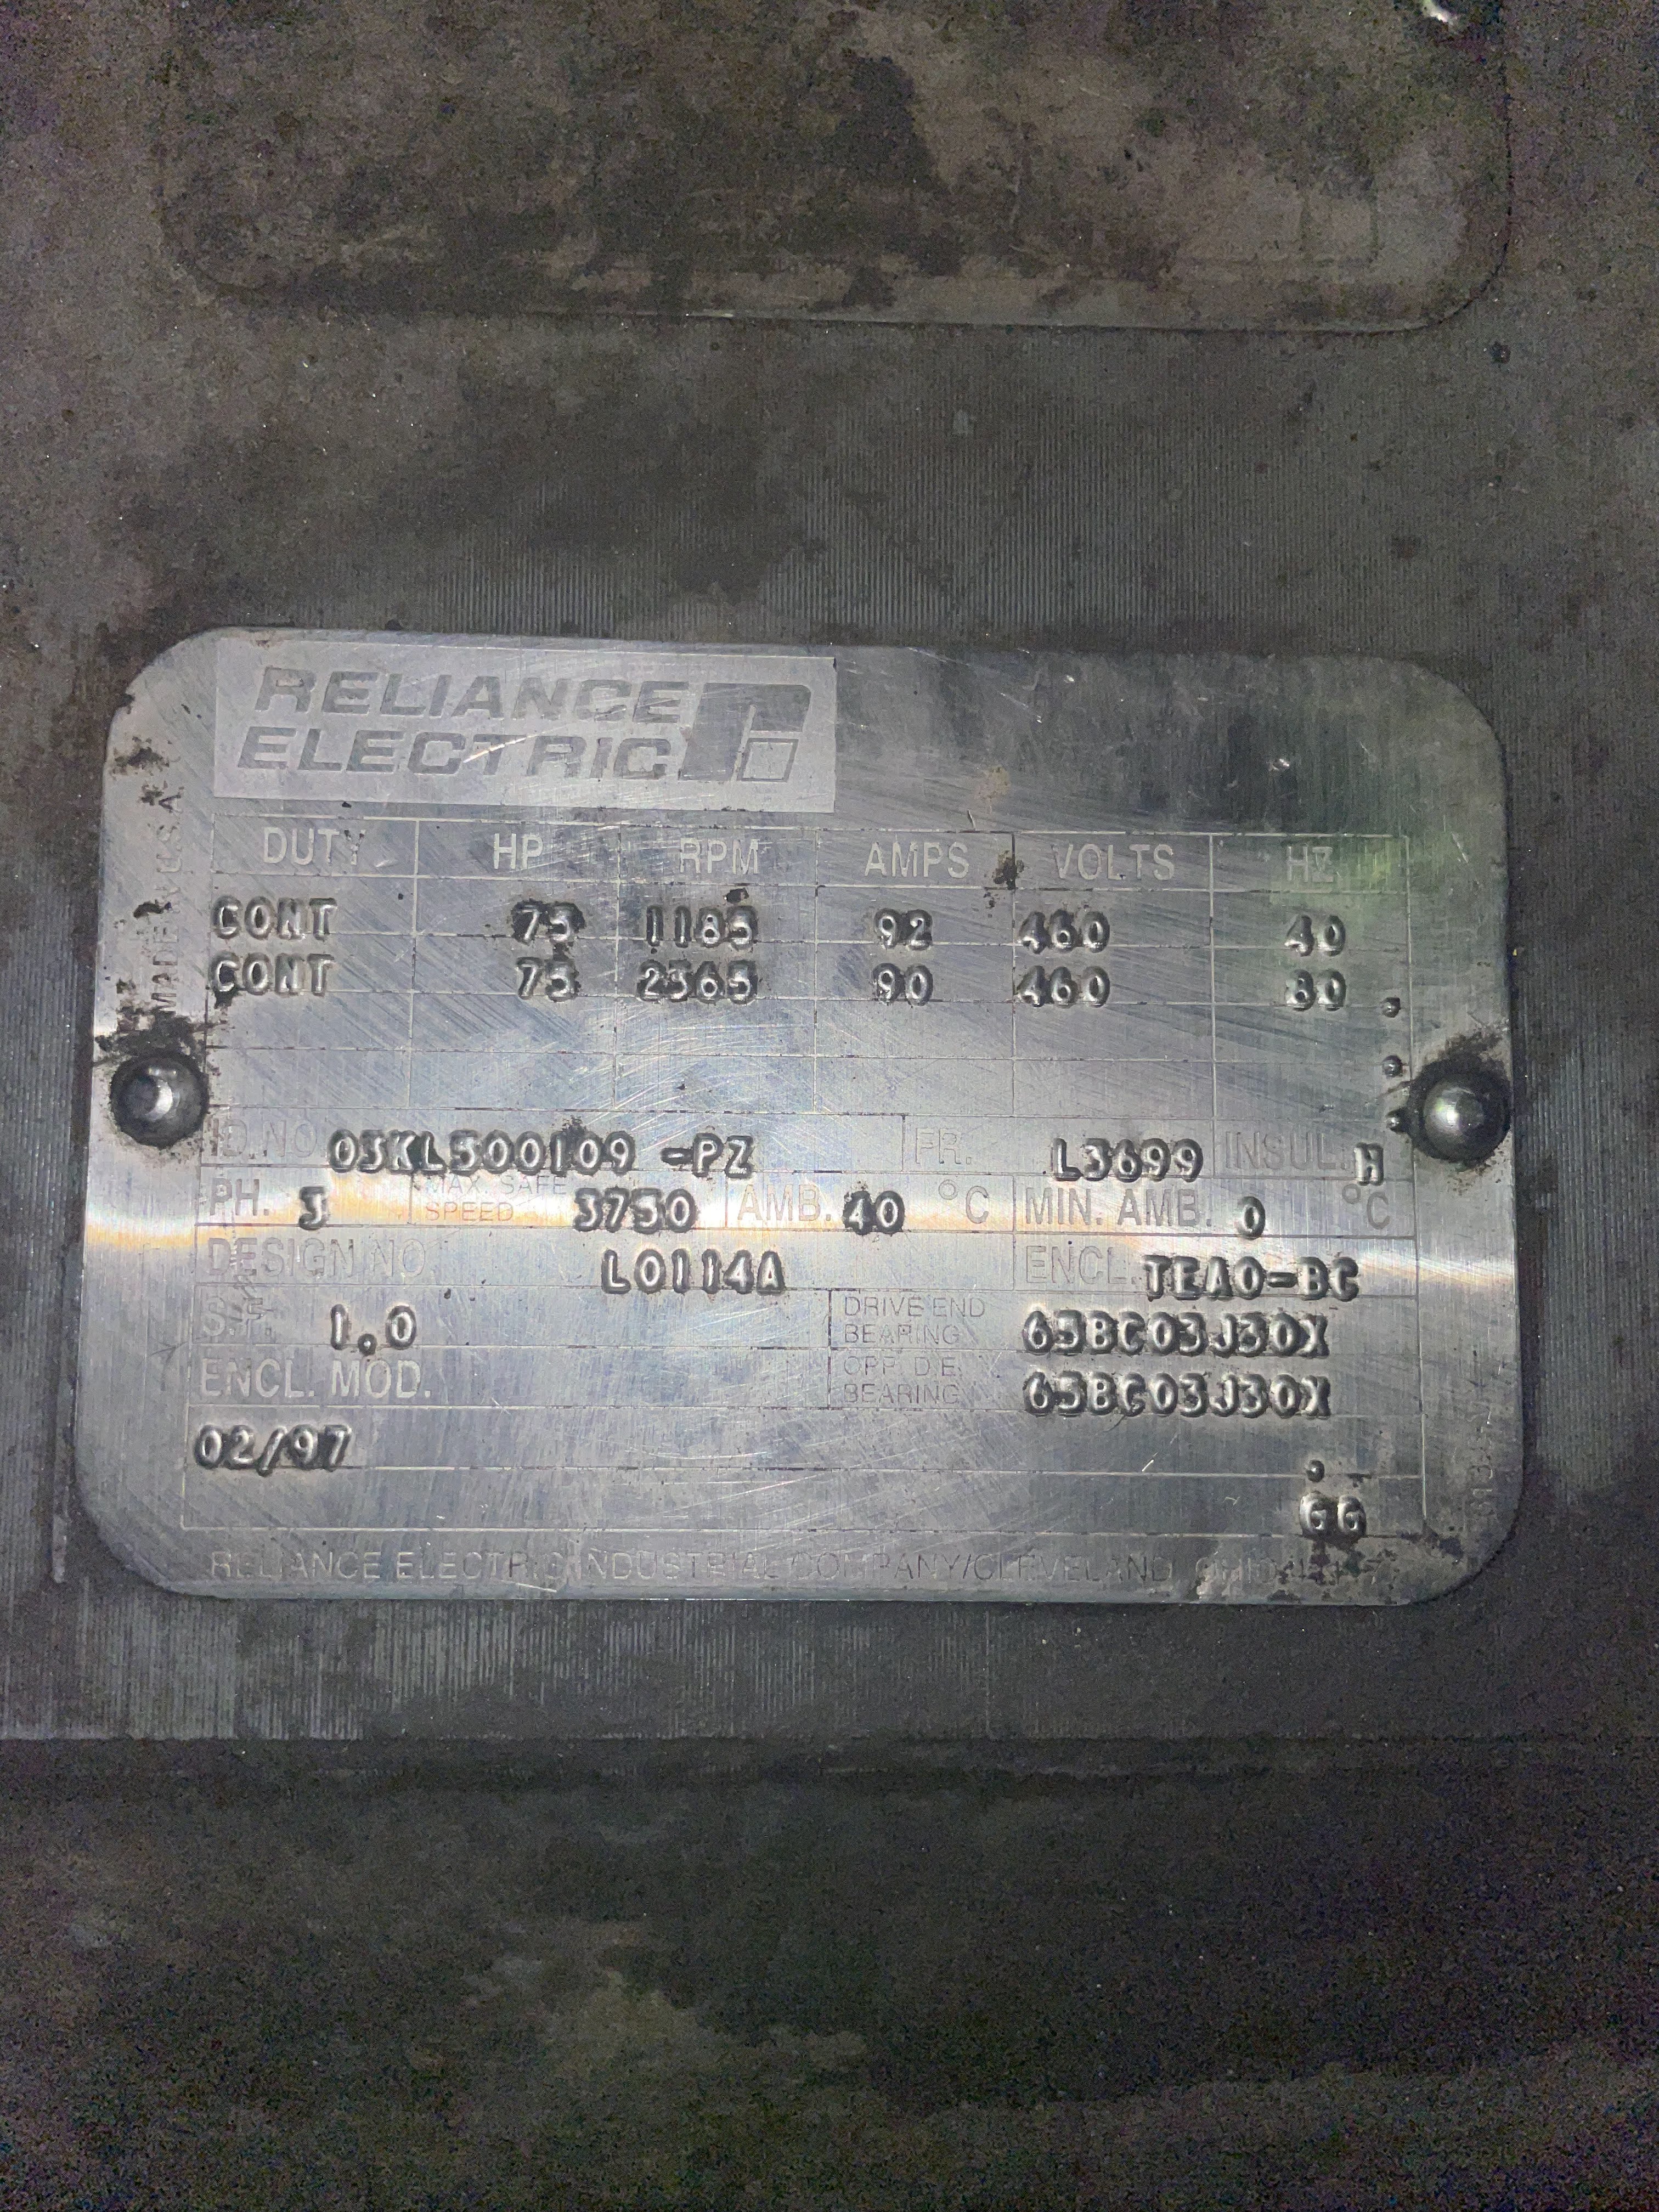 RELIANCE
ELECTRIC
MADE IN U.S.A.
DUTY HP RPM AMPS VOLTS HZ
CONT 75 1185 92 460 40
CONT 75 2365 90 460 80
ID.NO. 03KL500109-PZ FR. L3699 INSUL. H
PH. 3 MAX. SAFE SPEED 3750 AMB. 40 °C MIN. AMB. 0 °C
DESIGN NO. L0114A ENCL. TEAO-BC
S.F. 1.0 DRIVE END BEARING 65BC03J30X
ENCL. MOD. OPP. D.E. BEARING 65BC03J30X
02/97
GG
RELIANCE ELECTRIC INDUSTRIAL COMPANY/CLEVELAND, OHIO